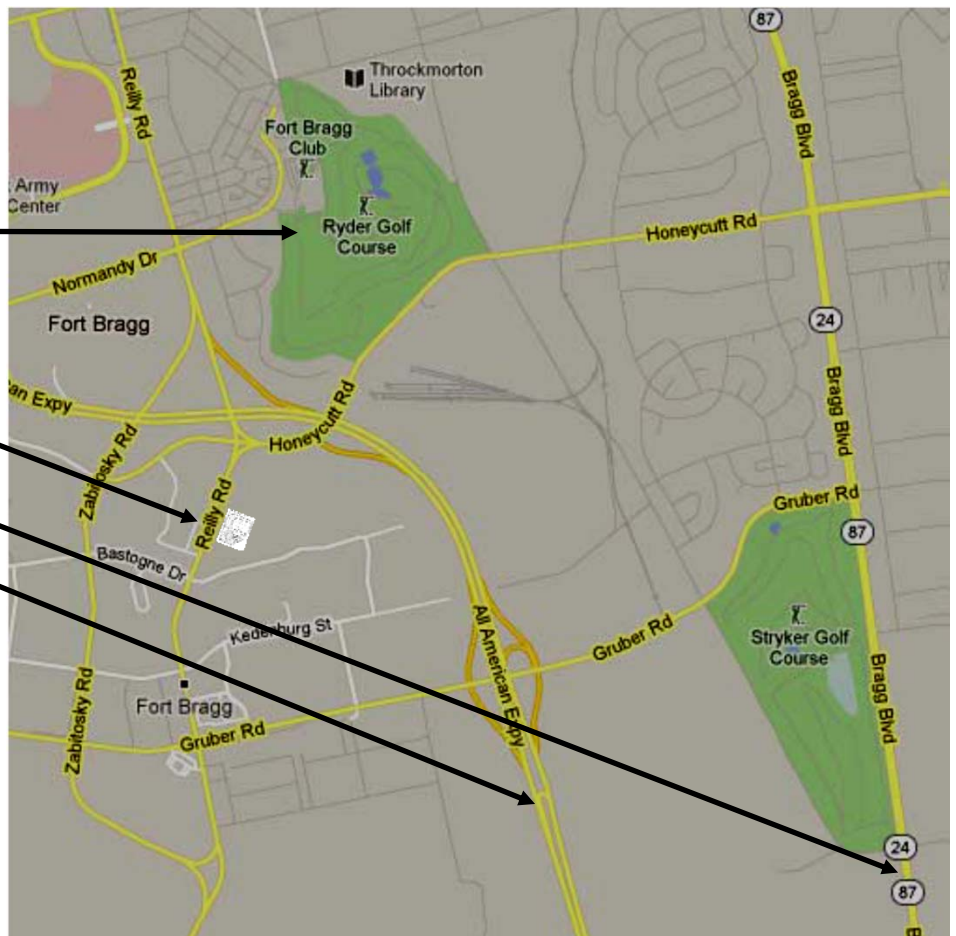 87
Reilly Rd
Throckmorton
Library
Bragg Blvd
Fort Bragg
Club
Army
Center
Ryder Golf
Course
Honeycutt Rd
Normandy Dr
Fort Bragg
24
an Expy
Bragg Blvd
Honeycutt Rd
Zabitosky Rd
Reilly Rd
Gruber Rd
87
Bastogne Dr
Kedenburg St
All American Expy
Gruber Rd
Stryker Golf
Course
Zabitosky Rd
Fort Bragg
Gruber Rd
Bragg Blvd
24
87
B